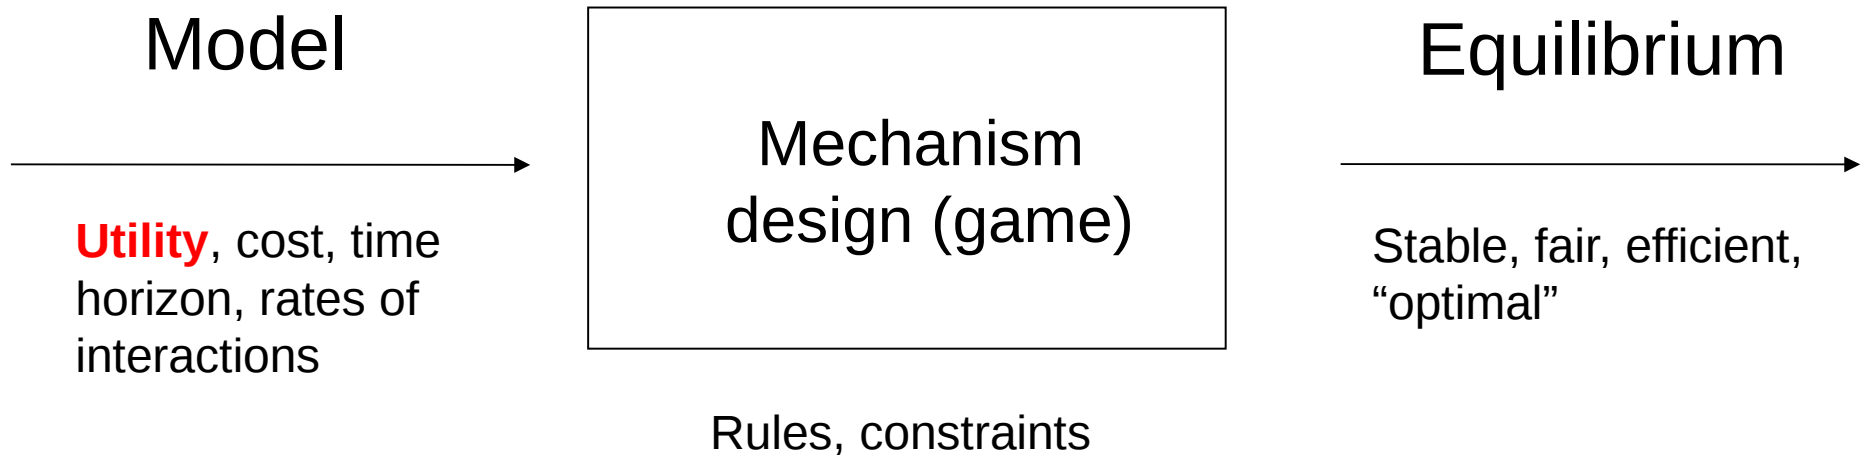 Model
Utility, cost, time
horizon, rates of
interactions
Mechanism
design (game)
Rules, constraints
Equilibrium
Stable, fair, efficient,
“optimal”